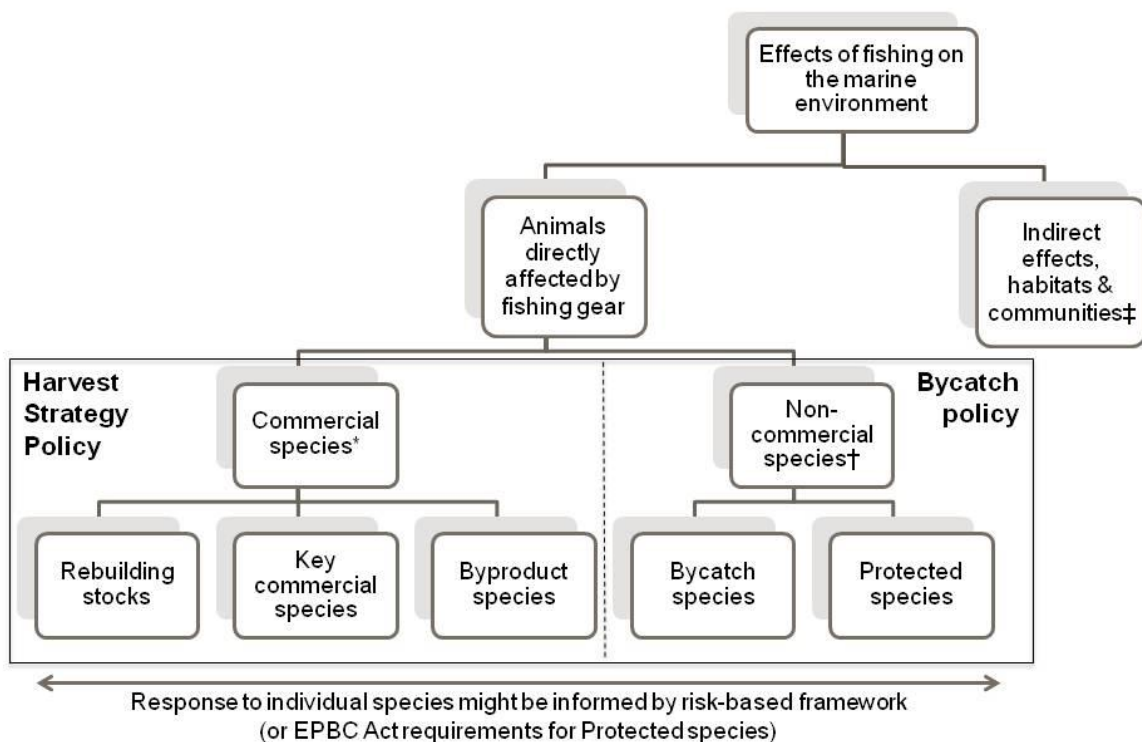 Effects of fishing on
the marine
environment
Animals
directly
affected by
fishing gear
Indirect
effects,
habitats &
communities‡
Harvest
Strategy
Policy
Bycatch
policy
Commercial
species*
Non-
commercial
species†
Rebuilding
stocks
Key
commercial
species
Byproduct
species
Bycatch
species
Protected
species
Response to individual species might be informed by risk-based framework
(or EPBC Act requirements for Protected species)